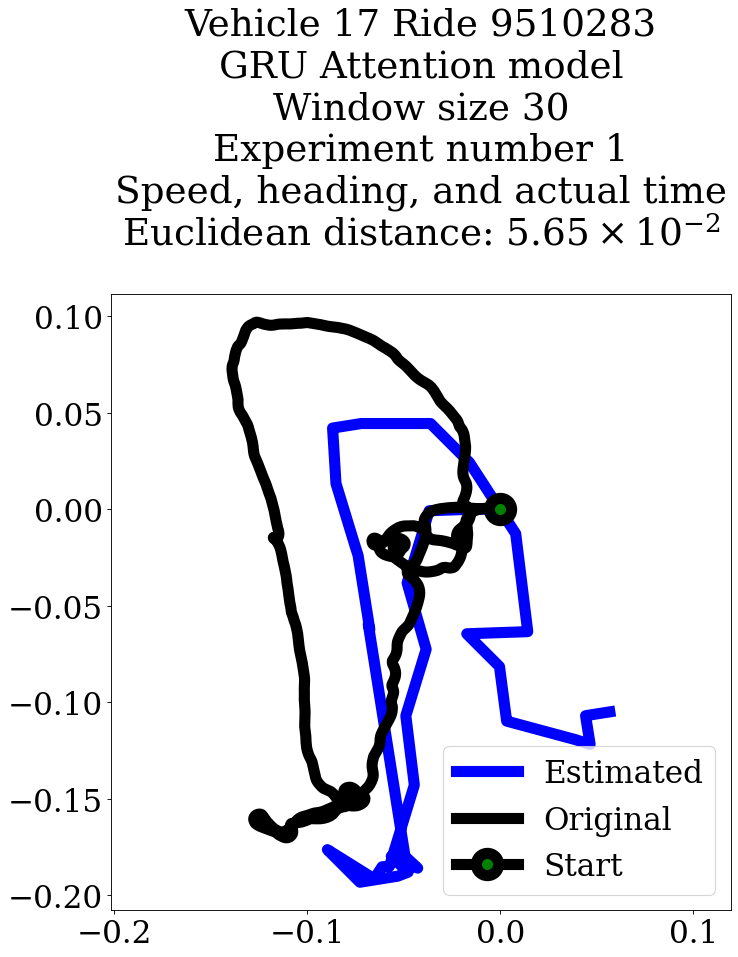 Vehicle 17 Ride 9510283
GRU Attention model
Window size 30
Experiment number 1
Speed, heading, and actual time
Euclidean distance: 5.65 × 10⁻²
0.10
0.05
0.00
−0.05
−0.10
−0.15
−0.20
Estimated
Original
Start
−0.2 −0.1 0.0 0.1